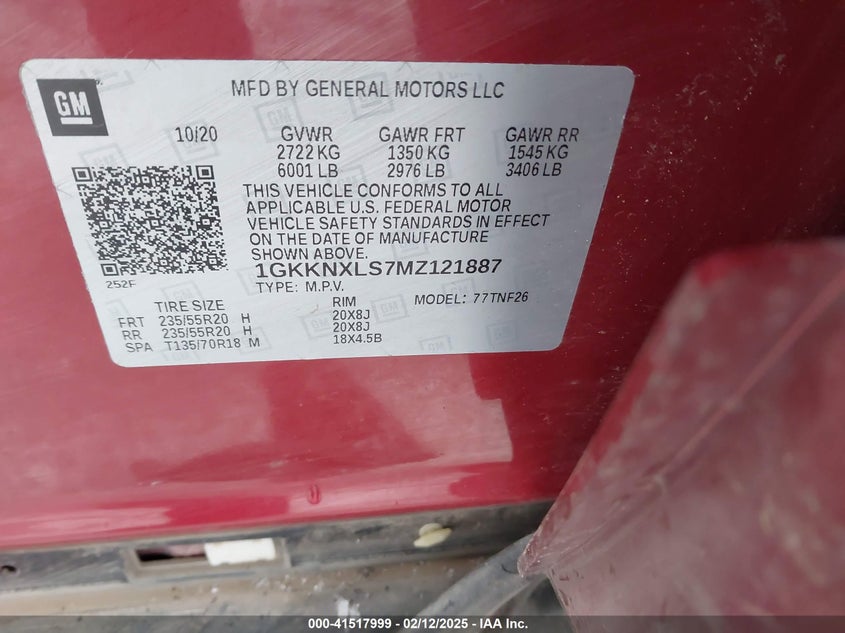 GM
MFD BY GENERAL MOTORS LLC
10/20 GVWR GAWR FRT GAWR RR
2722 KG 1350 KG 1545 KG
6001 LB 2976 LB 3406 LB
THIS VEHICLE CONFORMS TO ALL
APPLICABLE U.S. FEDERAL MOTOR
VEHICLE SAFETY STANDARDS IN EFFECT
ON THE DATE OF MANUFACTURE
SHOWN ABOVE.
252F
1GKKNXLS7MZ121887
TYPE: M.P.V. MODEL: 77TNF26
TIRE SIZE RIM
FRT 235/55R20 H 20X8J
RR 235/55R20 H 20X8J
SPA T135/70R18 M 18X4.5B
000-41517999 - 02/12/2025 - IAA Inc.